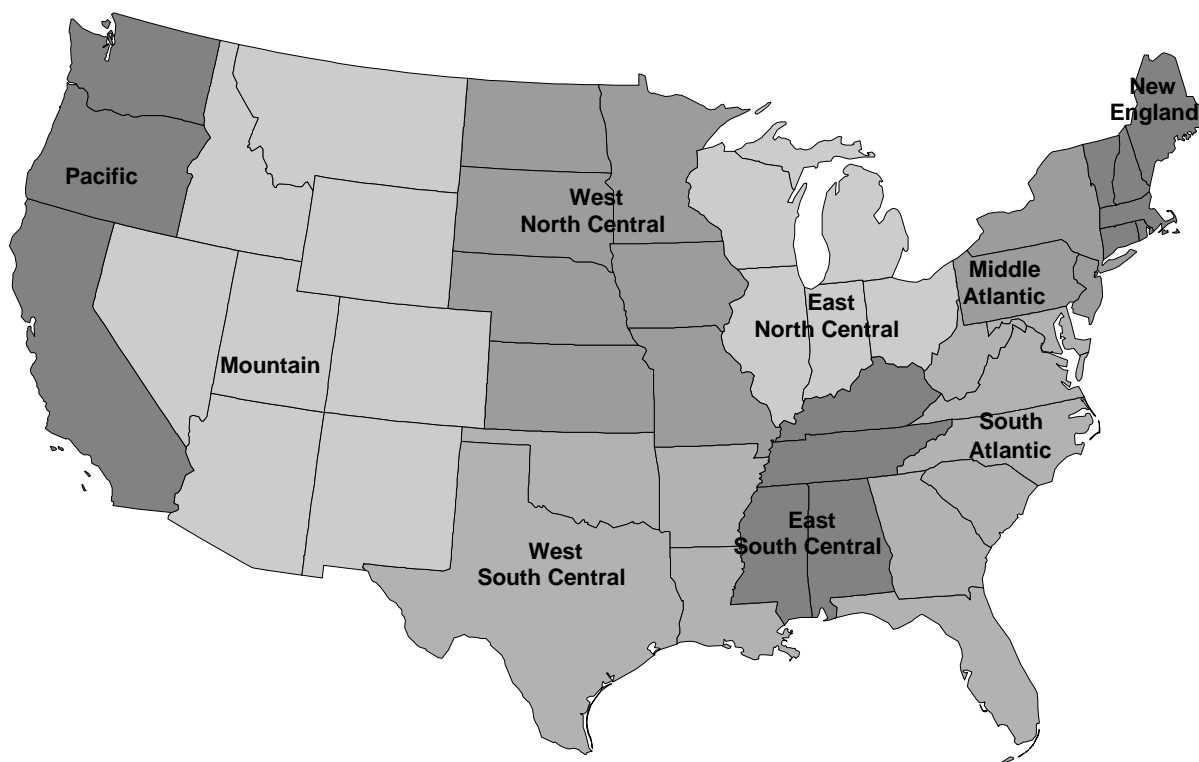 New
England
Pacific
West
North Central
Middle
Atlantic
East
North Central
Mountain
South
Atlantic
East
South Central
West
South Central